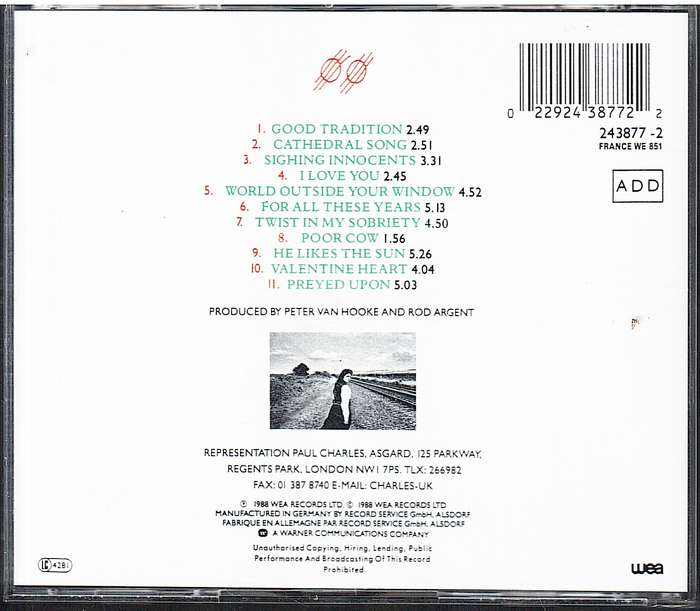 0 22924 38772 2
243877 -2
FRANCE WE 851
ADD
1. GOOD TRADITION 2.49
2. CATHEDRAL SONG 2.51
3. SIGHING INNOCENTS 3.31
4. I LOVE YOU 2.45
5. WORLD OUTSIDE YOUR WINDOW 4.52
6. FOR ALL THESE YEARS 5.13
7. TWIST IN MY SOBRIETY 4.50
8. POOR COW 1.56
9. HE LIKES THE SUN 5.26
10. VALENTINE HEART 4.04
11. PREYED UPON 5.03
PRODUCED BY PETER VAN HOOKE AND ROD ARGENT
REPRESENTATION PAUL CHARLES, ASGARD, 125 PARKWAY,
REGENTS PARK, LONDON NW1 7PS. TLX: 266982
FAX: 01 387 8740 E-MAIL: CHARLES-UK
℗ 1988 WEA RECORDS LTD. © 1988 WEA RECORDS LTD
MANUFACTURED IN GERMANY BY RECORD SERVICE GmbH, ALSDORF
FABRIQUE EN ALLEMAGNE PAR RECORD SERVICE GmbH, ALSDORF
A WARNER COMMUNICATIONS COMPANY
Unauthorised Copying, Hiring, Lending, Public
Performance And Broadcasting Of This Record
Prohibited.
LC 4281
wea